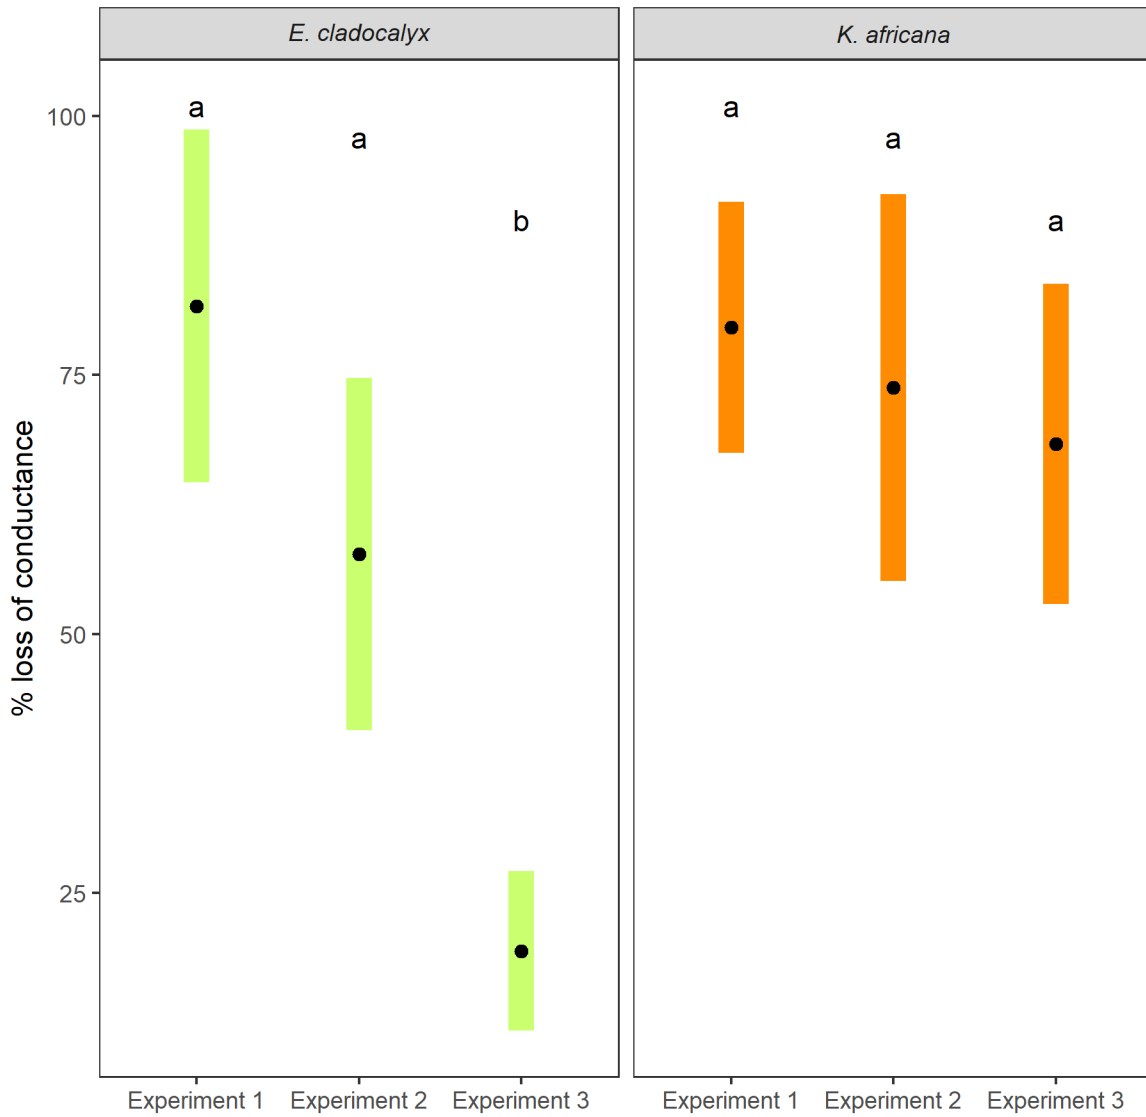 E. cladocalyx
K. africana
% loss of conductance
100
75
50
25
a
a
b
a
a
a
Experiment 1
Experiment 2
Experiment 3
Experiment 1
Experiment 2
Experiment 3